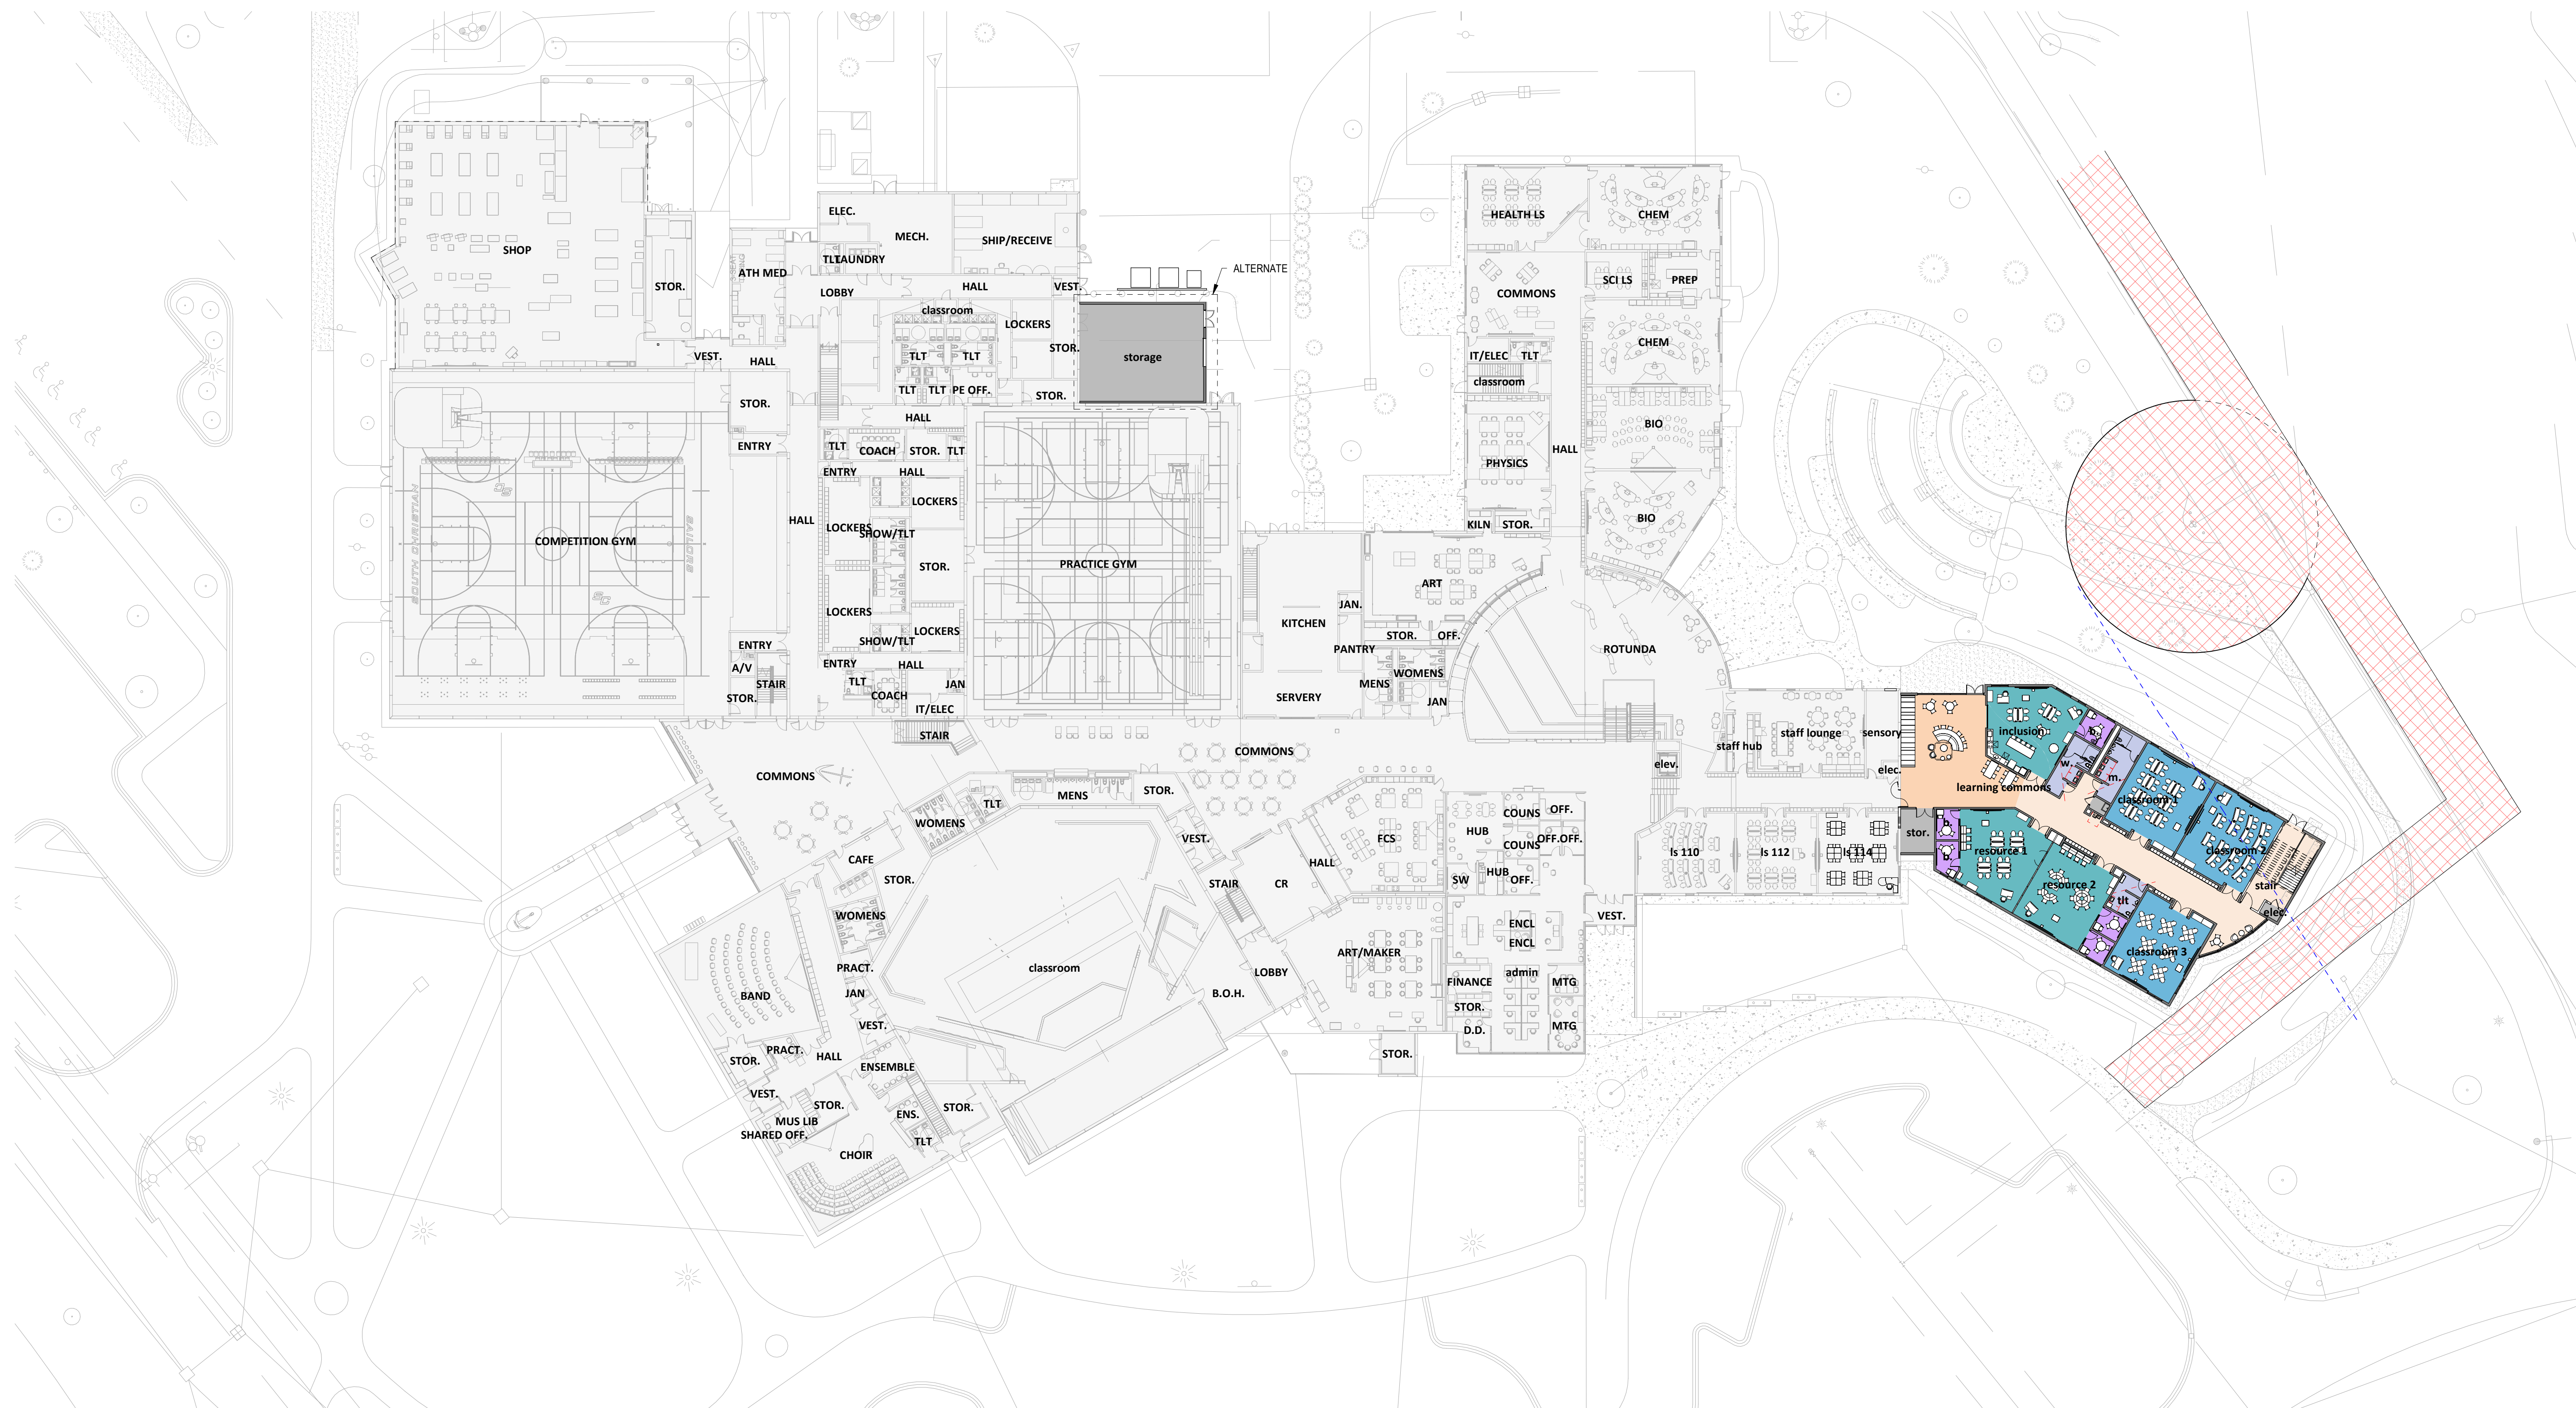 ELEC.
HEALTH LS
CHEM
MECH.
SHIP/RECEIVE
SHOP
TLT
LAUNDRY
ALTERNATE
ATH MED
SCI LS
PREP
STOR.
HALL
VEST.
LOBBY
COMMONS
classroom
LOCKERS
CHEM
STOR.
VEST.
HALL
TLT
TLT
storage
IT/ELEC
TLT
classroom
TLT
TLT
PE OFF.
STOR.
STOR.
HALL
BIO
ENTRY
TLT
COACH
STOR.
TLT
HALL
PHYSICS
ENTRY
HALL
SOUTH CHRISTIAN
SC
SAILORS
SC
LOCKERS
HALL
LOCKERS
SHOW/TLT
KILN
STOR.
BIO
COMPETITION GYM
PRACTICE GYM
STOR.
ART
JAN.
LOCKERS
KITCHEN
LOCKERS
SHOW/TLT
STOR.
OFF.
ENTRY
PANTRY
ROTUNDA
A/V
ENTRY
HALL
WOMENS
STAIR
TLT
JAN
MENS
STOR.
COACH
SERVERY
JAN
IT/ELEC
STAIR
staff hub
staff lounge
sensory
inclusion
COMMONS
elev.
elec.
w.
m.
COMMONS
learning commons
MENS
STOR.
TLT
classroom 1
WOMENS
VEST.
FCS
HUB
COUNS
OFF.
COUNS
OFF.
OFF.
stor.
CAFE
HALL
ls 110
ls 112
ls 114
resource 1
classroom 2
STOR.
STAIR
CR
SW
HUB
OFF.
resource 2
stair
WOMENS
VEST.
tlt
elec.
ENCL
ENCL
PRACT.
classroom
LOBBY
ART/MAKER
admin
classroom 3
JAN
FINANCE
MTG
BAND
B.O.H.
STOR.
VEST.
D.D.
MTG
PRACT.
STOR.
HALL
STOR.
ENSEMBLE
VEST.
STOR.
ENS.
STOR.
MUS LIB
SHARED OFF.
TLT
CHOIR